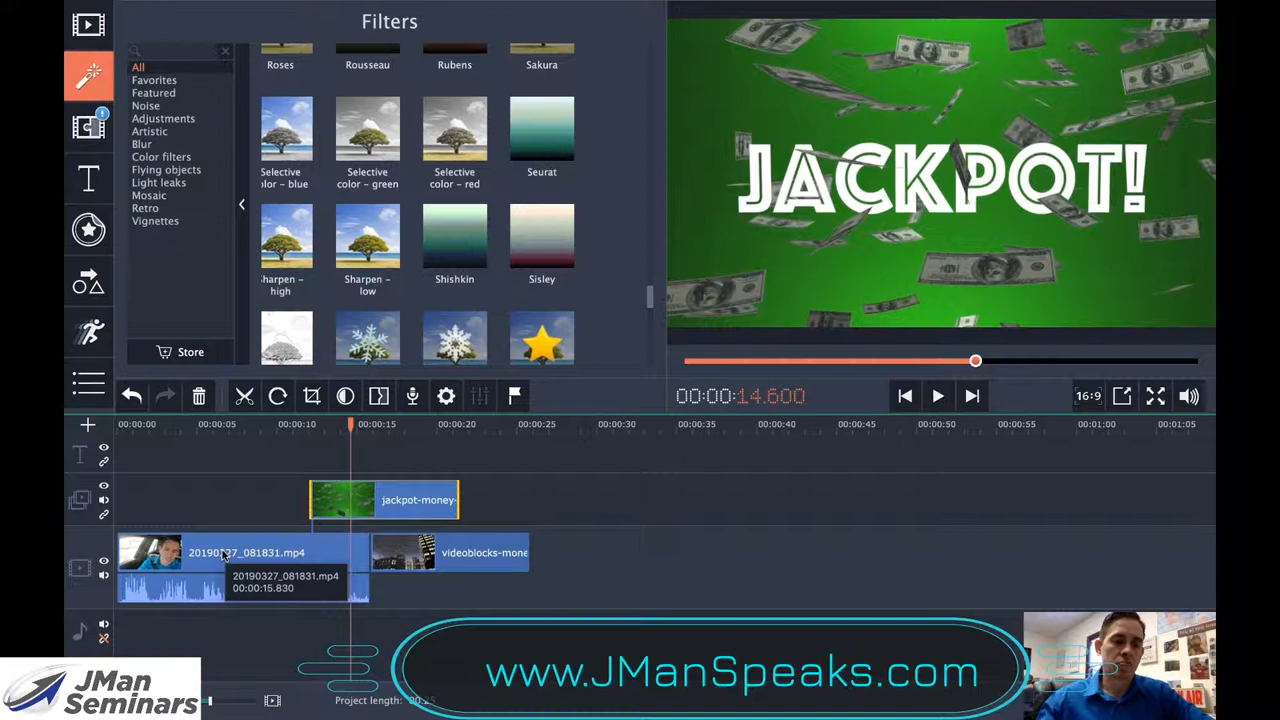 Filters
All
Favorites
Featured
Noise
Adjustments
Artistic
Blur
Color filters
Flying objects
Light leaks
Mosaic
Retro
Vignettes
Store
Roses
Rousseau
Rubens
Sakura
Selective
color - blue
Selective
color - green
Selective
color - red
Seurat
Sharpen -
high
Sharpen -
low
Shishkin
Sisley
JACKPOT!
00:00:14.600
16:9
00:00:00
00:00:05
00:00:10
00:00:15
00:00:20
00:00:25
00:00:30
00:00:35
00:00:40
00:00:45
00:00:50
00:00:55
00:01:00
00:01:05
jackpot-money-
20190327_081831.mp4
videoblocks-mone
20190327_081831.mp4
00:00:15.830
www.JManSpeaks.com
JMan
Seminars
Project length: